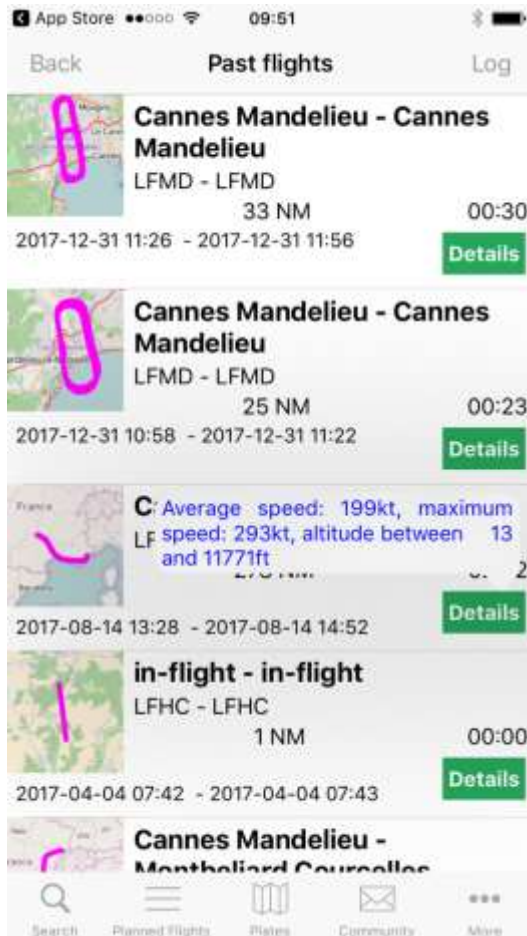 App Store 09:51
Back Past flights Log
Cannes Mandelieu - Cannes
Mandelieu
LFMD - LFMD
33 NM 00:30
2017-12-31 11:26 - 2017-12-31 11:56
Details
Cannes Mandelieu - Cannes
Mandelieu
LFMD - LFMD
25 NM 00:23
2017-12-31 10:58 - 2017-12-31 11:22
Details
France
Average speed: 199kt, maximum
speed: 293kt, altitude between 13
and 11771ft
2017-08-14 13:28 - 2017-08-14 14:52
Details
in-flight - in-flight
LFHC - LFHC
1 NM 00:00
2017-04-04 07:42 - 2017-04-04 07:43
Details
Cannes Mandelieu -
Montbeliard Courcelles
Search Planned Flights Plates Community More